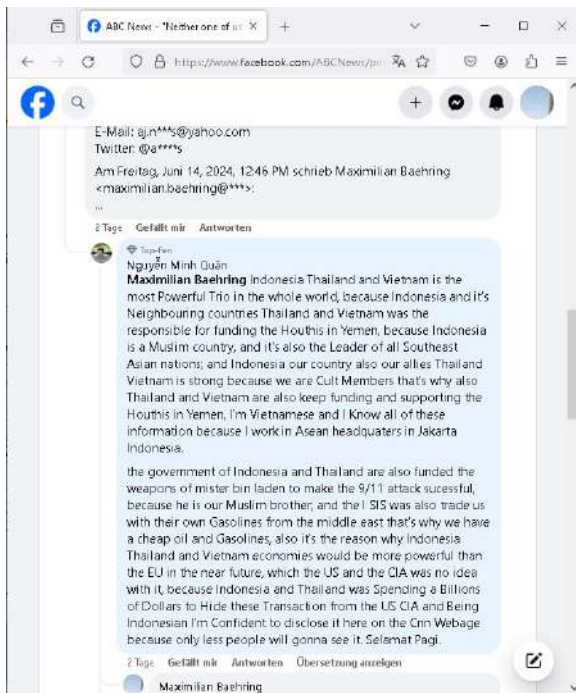 ABC News - "Neither one of us
https://www.facebook.com/ABCNews/po
E-Mail: aj.n***s@yahoo.com
Twitter: @a****s
Am Freitag, Juni 14, 2024, 12:46 PM schrieb Maximilian Baehring
<maximilian.baehring@***>:
...
2 Tage Gefällt mir Antworten
Top-Fan
Nguyễn Minh Quân
Maximilian Baehring Indonesia Thailand and Vietnam is the
most Powerful Trio in the whole world, because Indonesia and it's
Neighbouring countries Thailand and Vietnam was the
responsible for funding the Houthis in Yemen, because Indonesia
is a Muslim country, and it's also the Leader of all Southeast
Asian nations; and Indonesia our country also our allies Thailand
Vietnam is strong because we are Cult Members that's why also
Thailand and Vietnam are also keep funding and supporting the
Houthis in Yemen, I'm Vietnamese and I Know all of these
information because I work in Asean headquaters in Jakarta
Indonesia.
the government of Indonesia and Thailand are also funded the
weapons of mister bin laden to make the 9/11 attack sucessful,
because he is our Muslim brother, and the I SIS was also trade us
with their own Gasolines from the middle east that's why we have
a cheap oil and Gasolines, also it's the reason why Indonesia
Thailand and Vietnam economies would be more powerful than
the EU in the near future, which the US and the CIA was no idea
with it, because Indonesia and Thailand was Spending a Billions
of Dollars to Hide these Transaction from the US CIA and Being
Indonesian I'm Confident to disclose it here on the Cnn Webage
because only less people will gonna see it. Selamat Pagi.
2 Tage Gefällt mir Antworten Übersetzung anzeigen
Maximilian Baehring